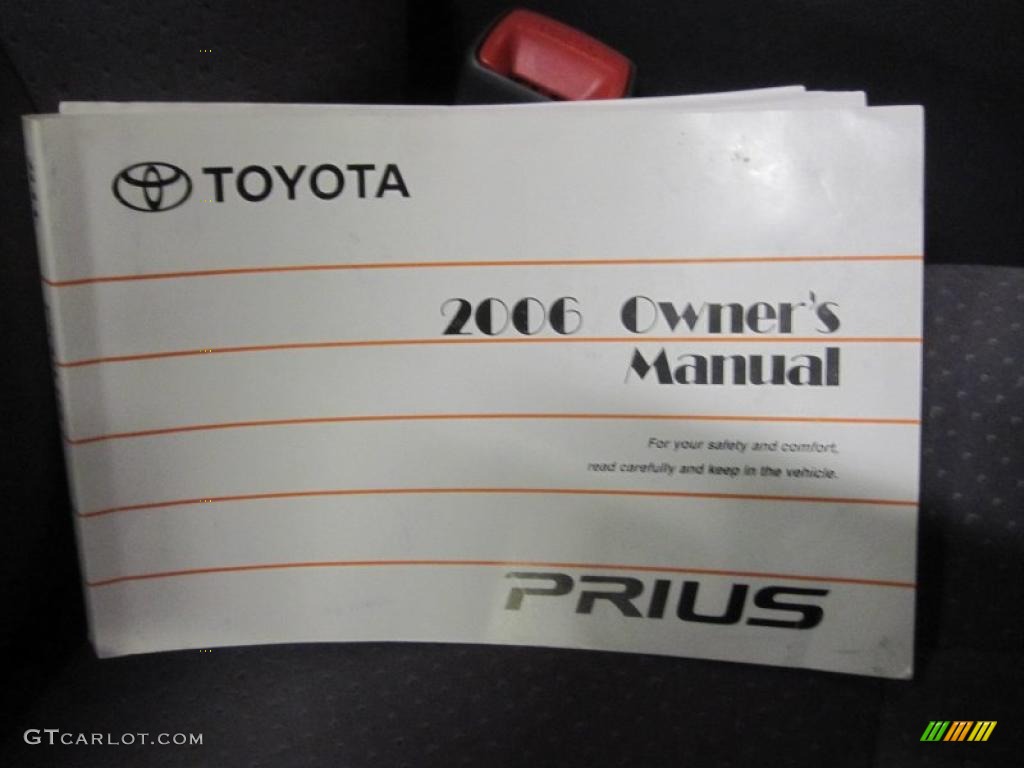 TOYOTA
2006 Owner's
Manual
For your safety and comfort,
read carefully and keep in the vehicle.
PRIUS
GTCARLOT.COM